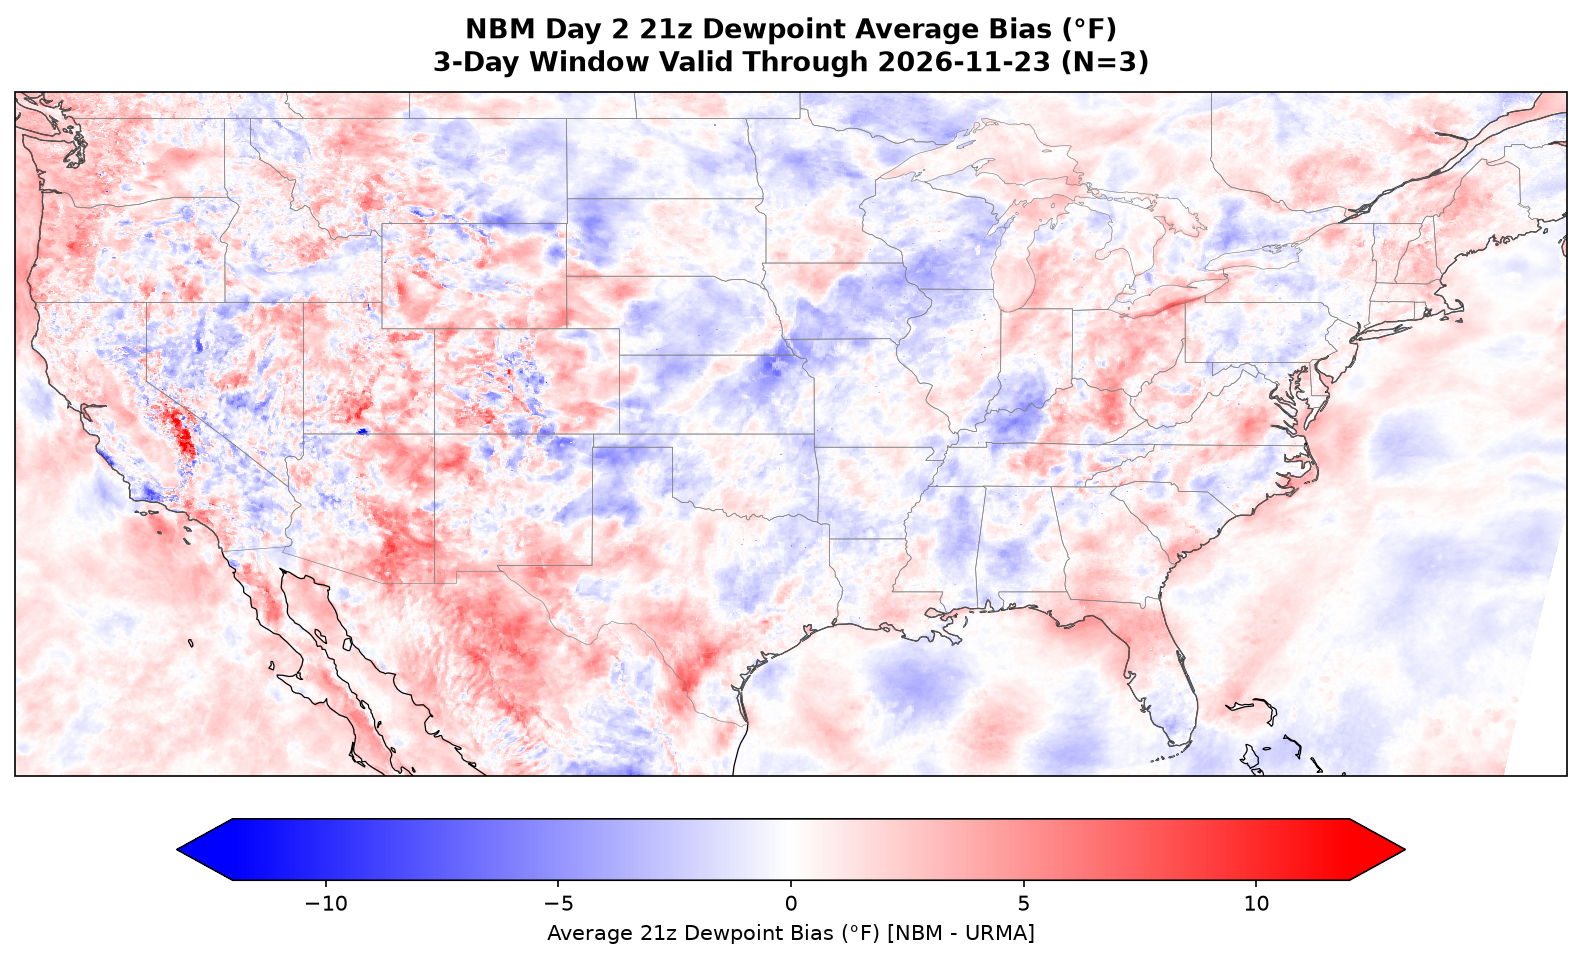 NBM Day 2 21z Dewpoint Average Bias (°F)
3-Day Window Valid Through 2026-11-23 (N=3)
−10 −5 0 5 10
Average 21z Dewpoint Bias (°F) [NBM - URMA]